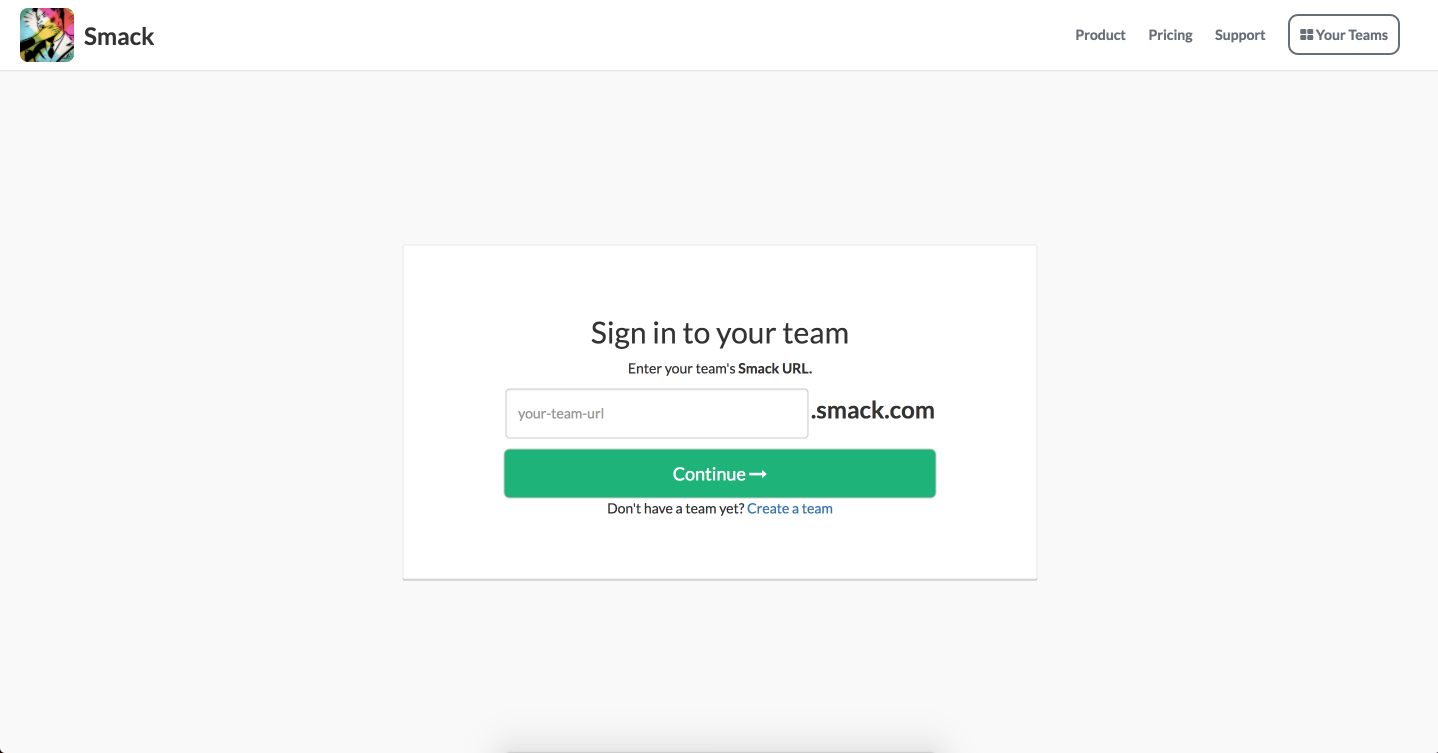 Smack
Product Pricing Support Your Teams
Sign in to your team
Enter your team's Smack URL.
your-team-url .smack.com
Continue →
Don't have a team yet? Create a team